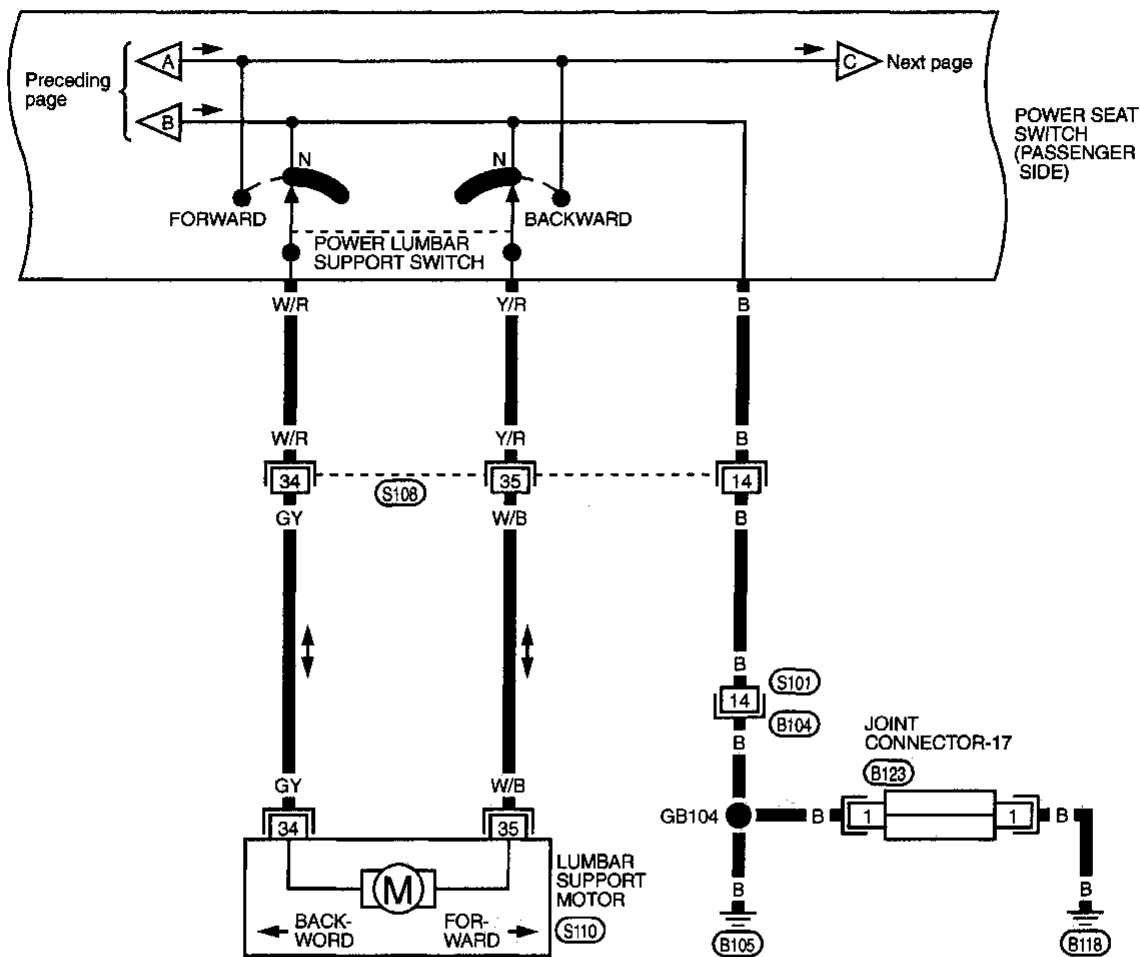 A
C
Next page
Preceding
page
B
POWER SEAT
SWITCH
(PASSENGER
SIDE)
N
N
FORWARD
BACKWARD
POWER LUMBAR
SUPPORT SWITCH
W/R
Y/R
B
W/R
Y/R
B
34
35
14
S108
GY
W/B
B
B
S101
14
B104
B
JOINT
CONNECTOR-17
B123
GY
W/B
34
35
GB104
B
1
1
B
M
LUMBAR
SUPPORT
MOTOR
S110
BACK-
WORD
FOR-
WARD
B
B105
B
B118